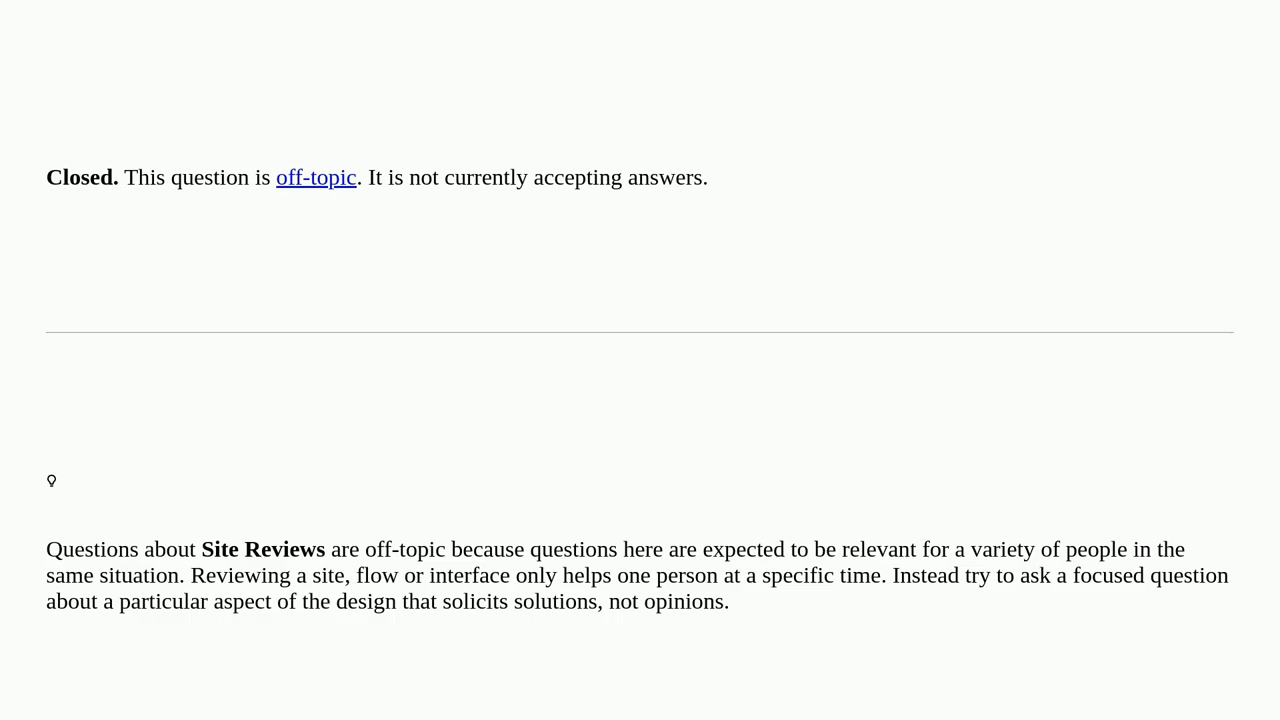 Closed. This question is off-topic. It is not currently accepting answers.
Questions about Site Reviews are off-topic because questions here are expected to be relevant for a variety of people in the
same situation. Reviewing a site, flow or interface only helps one person at a specific time. Instead try to ask a focused question
about a particular aspect of the design that solicits solutions, not opinions.